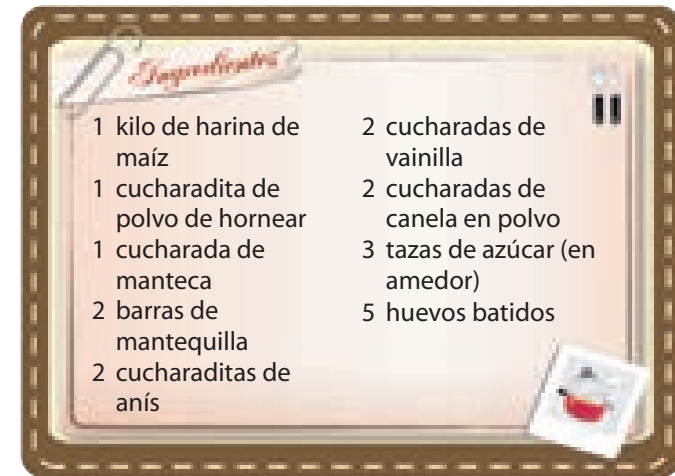 Ingredientes
1 kilo de harina de
maíz
1 cucharadita de
polvo de hornear
1 cucharada de
manteca
2 barras de
mantequilla
2 cucharaditas de
anís
2 cucharadas de
vainilla
2 cucharadas de
canela en polvo
3 tazas de azúcar (en
amedor)
5 huevos batidos